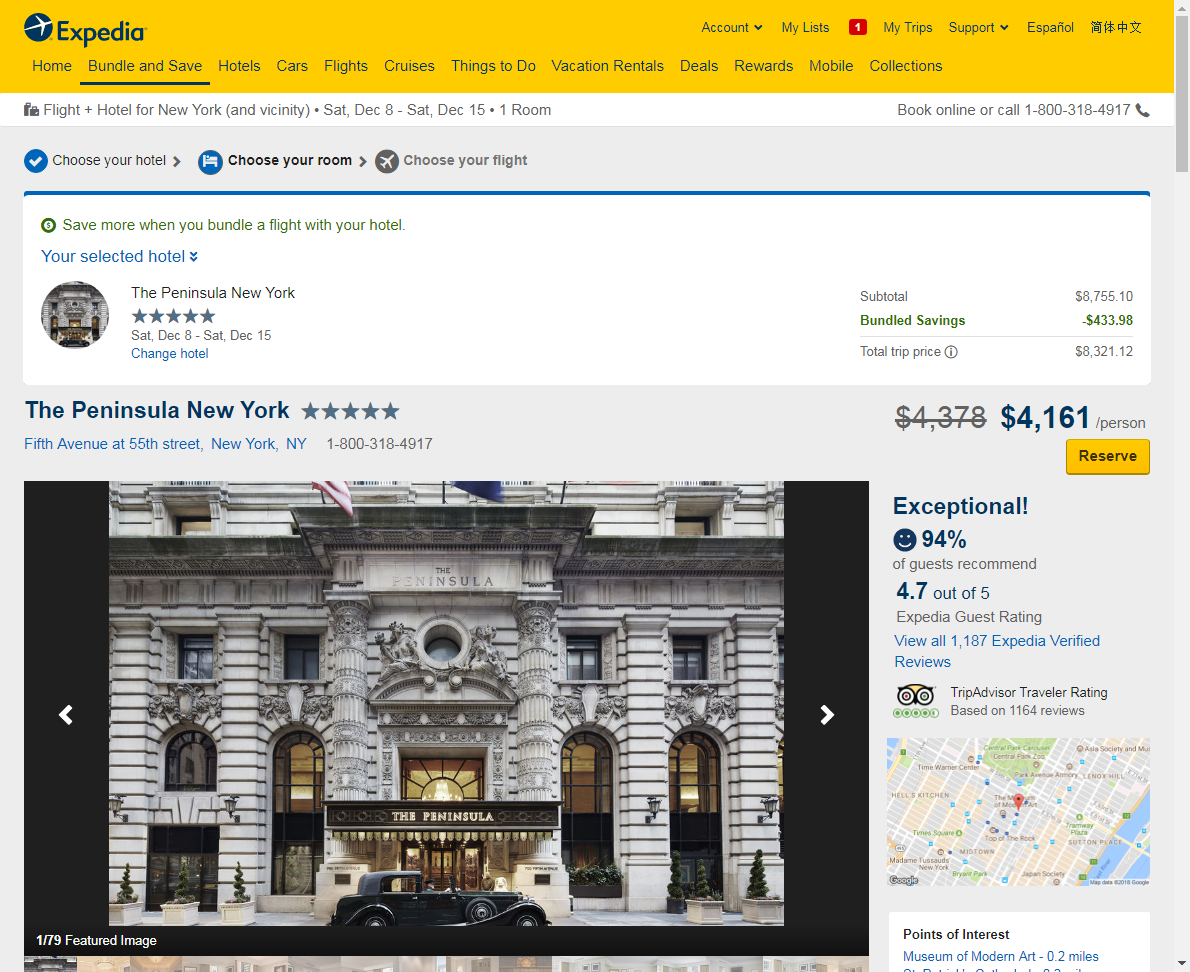 Expedia
Account
My Lists
1
My Trips
Support
Español
简体中文
Home
Bundle and Save
Hotels
Cars
Flights
Cruises
Things to Do
Vacation Rentals
Deals
Rewards
Mobile
Collections
Flight + Hotel for New York (and vicinity) • Sat, Dec 8 - Sat, Dec 15 • 1 Room
Book online or call 1-800-318-4917
Choose your hotel
Choose your room
Choose your flight
Save more when you bundle a flight with your hotel.
Your selected hotel
The Peninsula New York
Sat, Dec 8 - Sat, Dec 15
Change hotel
Subtotal $8,755.10
Bundled Savings -$433.98
Total trip price $8,321.12
The Peninsula New York
$4,378 $4,161 /person
Fifth Avenue at 55th street, New York, NY 1-800-318-4917
Reserve
THE
PENINSULA
THE PENINSULA
1/79 Featured Image
Exceptional!
94%
of guests recommend
4.7 out of 5
Expedia Guest Rating
View all 1,187 Expedia Verified
Reviews
TripAdvisor Traveler Rating
Based on 1164 reviews
Central Park Carousel
Central Park Zoo
Asia Society and Mu
Time Warner Center
Park Avenue Armory
LENOX HILL
HELL'S KITCHEN
The Museum
of Modern Art
Times Square
Top of The Rock
Tramway
Plaza
SUTTON PLACE
MIDTOWN
Madame Tussauds
New York
Bryant Park
Japan Society
Google
Map data ©2018 Google
Points of Interest
Museum of Modern Art - 0.2 miles